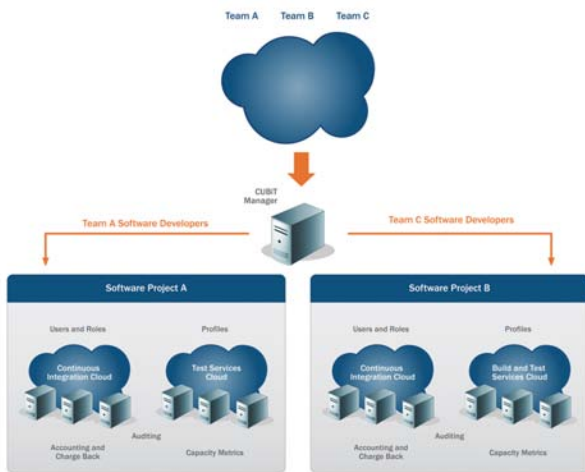 Team A Team B Team C
CUBiT
Manager
Team A Software Developers
Team C Software Developers
Software Project A
Users and Roles
Profiles
Continuous
Integration Cloud
Test Services
Cloud
Auditing
Accounting and
Charge Back
Capacity Metrics
Software Project B
Users and Roles
Profiles
Continuous
Integration Cloud
Build and Test
Services Cloud
Auditing
Accounting and
Charge Back
Capacity Metrics